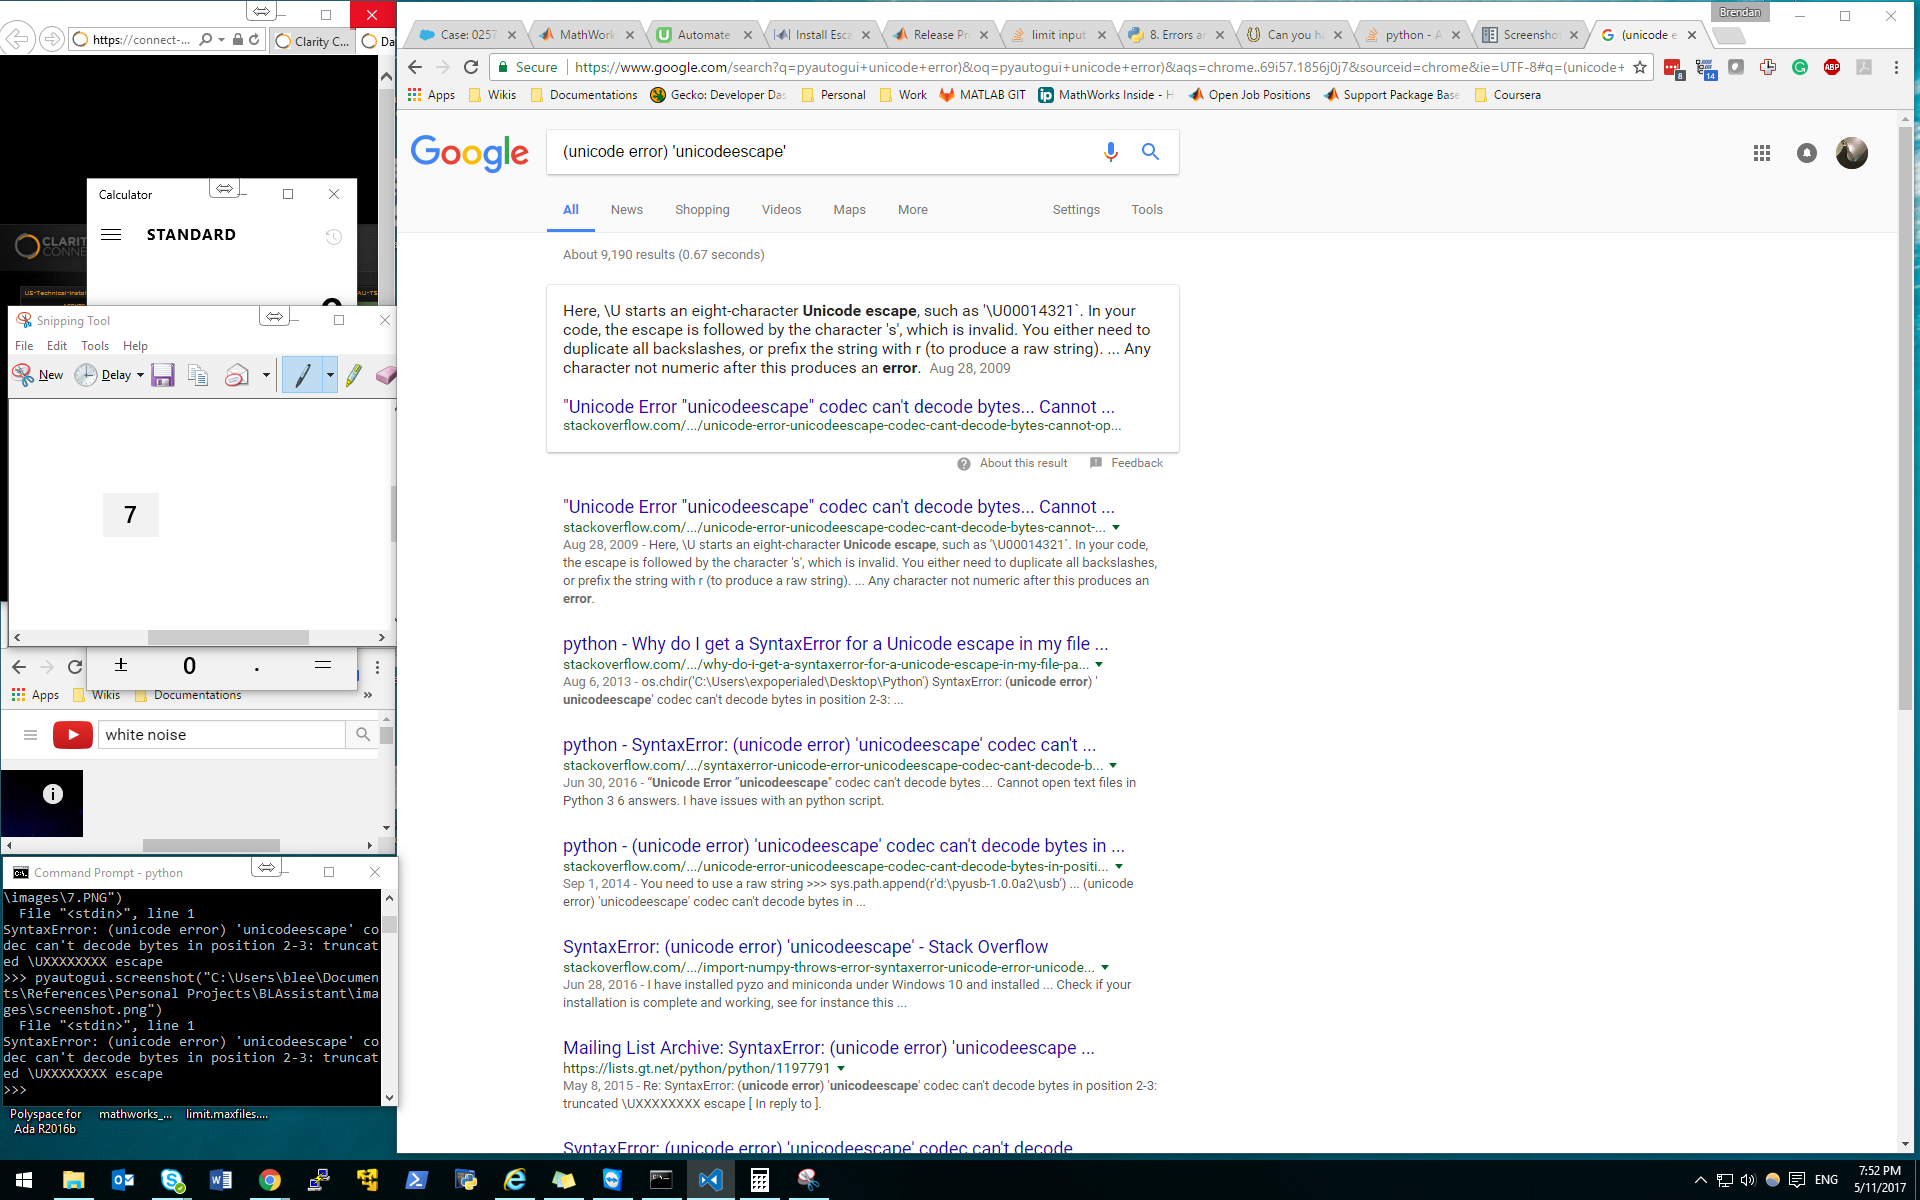 https://connect-...
Clarity C...
Da
Calculator
STANDARD
CLARIT
CONNE
US-Technical-Instal
AU-TS
Snipping Tool
File Edit Tools Help
New Delay
7
± 0 . =
Apps Wikis Documentations »
white noise
Command Prompt - python
\images\7.PNG")
File "<stdin>", line 1
SyntaxError: (unicode error) 'unicodeescape' co
dec can't decode bytes in position 2-3: truncat
ed \UXXXXXXXX escape
>>> pyautogui.screenshot("C:\Users\blee\Documen
ts\References\Personal Projects\BLAssistant\ima
ges\screenshot.png")
File "<stdin>", line 1
SyntaxError: (unicode error) 'unicodeescape' co
dec can't decode bytes in position 2-3: truncat
ed \UXXXXXXXX escape
>>>
Polyspace for mathworks_... limit.maxfiles....
Ada R2016b
Brendan
Case: 0257 MathWork Automate Install Esca Release Pr limit input 8. Errors an Can you ha python - A Screensho (unicode e
Secure https://www.google.com/search?q=pyautogui+unicode+error)&oq=pyautogui+unicode+error)&aqs=chrome..69i57.1856j0j7&sourceid=chrome&ie=UTF-8#q=(unicode+
8 14 ABP
Apps Wikis Documentations Gecko: Developer Das Personal Work MATLAB GIT MathWorks Inside - H Open Job Positions Support Package Base Coursera
Google
(unicode error) 'unicodeescape'
All News Shopping Videos Maps More Settings Tools
About 9,190 results (0.67 seconds)
Here, \U starts an eight-character Unicode escape, such as '\U00014321`. In your
code, the escape is followed by the character 's', which is invalid. You either need to
duplicate all backslashes, or prefix the string with r (to produce a raw string). ... Any
character not numeric after this produces an error. Aug 28, 2009
"Unicode Error "unicodeescape" codec can't decode bytes... Cannot ...
stackoverflow.com/.../unicode-error-unicodeescape-codec-cant-decode-bytes-cannot-op...
About this result Feedback
"Unicode Error "unicodeescape" codec can't decode bytes... Cannot ...
stackoverflow.com/.../unicode-error-unicodeescape-codec-cant-decode-bytes-cannot-...
Aug 28, 2009 - Here, \U starts an eight-character Unicode escape, such as '\U00014321`. In your code,
the escape is followed by the character 's', which is invalid. You either need to duplicate all backslashes,
or prefix the string with r (to produce a raw string). ... Any character not numeric after this produces an
error.
python - Why do I get a SyntaxError for a Unicode escape in my file ...
stackoverflow.com/.../why-do-i-get-a-syntaxerror-for-a-unicode-escape-in-my-file-pa...
Aug 6, 2013 - os.chdir('C:\Users\expoperialed\Desktop\Python') SyntaxError: (unicode error) '
unicodeescape' codec can't decode bytes in position 2-3: ...
python - SyntaxError: (unicode error) 'unicodeescape' codec can't ...
stackoverflow.com/.../syntaxerror-unicode-error-unicodeescape-codec-cant-decode-b...
Jun 30, 2016 - “Unicode Error ”unicodeescape" codec can't decode bytes… Cannot open text files in
Python 3 6 answers. I have issues with an python script.
python - (unicode error) 'unicodeescape' codec can't decode bytes in ...
stackoverflow.com/.../unicode-error-unicodeescape-codec-cant-decode-bytes-in-positi...
Sep 1, 2014 - You need to use a raw string >>> sys.path.append(r'd:\pyusb-1.0.0a2\usb') ... (unicode
error) 'unicodeescape' codec can't decode bytes in ...
SyntaxError: (unicode error) 'unicodeescape' - Stack Overflow
stackoverflow.com/.../import-numpy-throws-error-syntaxerror-unicode-error-unicode...
Jun 28, 2016 - I have installed pyzo and miniconda under Windows 10 and installed ... Check if your
installation is complete and working, see for instance this ...
Mailing List Archive: SyntaxError: (unicode error) 'unicodeescape ...
https://lists.gt.net/python/python/1197791
May 8, 2015 - Re: SyntaxError: (unicode error) 'unicodeescape' codec can't decode bytes in position 2-3:
truncated \UXXXXXXXX escape [ In reply to ].
SyntaxError: (unicode error) 'unicodeescape' codec can't decode
ENG
7:52 PM
5/11/2017